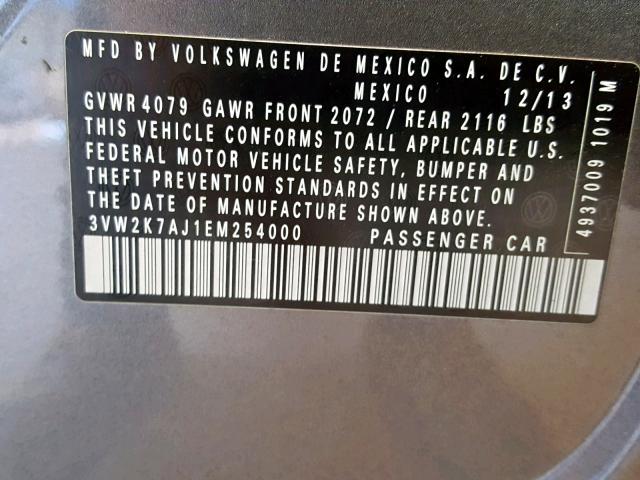 MFD BY VOLKSWAGEN DE MEXICO S.A. DE C.V.
MEXICO 12/13
GVWR 4079 GAWR FRONT 2072 / REAR 2116 LBS
THIS VEHICLE CONFORMS TO ALL APPLICABLE U.S.
FEDERAL MOTOR VEHICLE SAFETY, BUMPER AND
THEFT PREVENTION STANDARDS IN EFFECT ON
THE DATE OF MANUFACTURE SHOWN ABOVE.
3VW2K7AJ1EM254000 PASSENGER CAR
4937009 1019 M